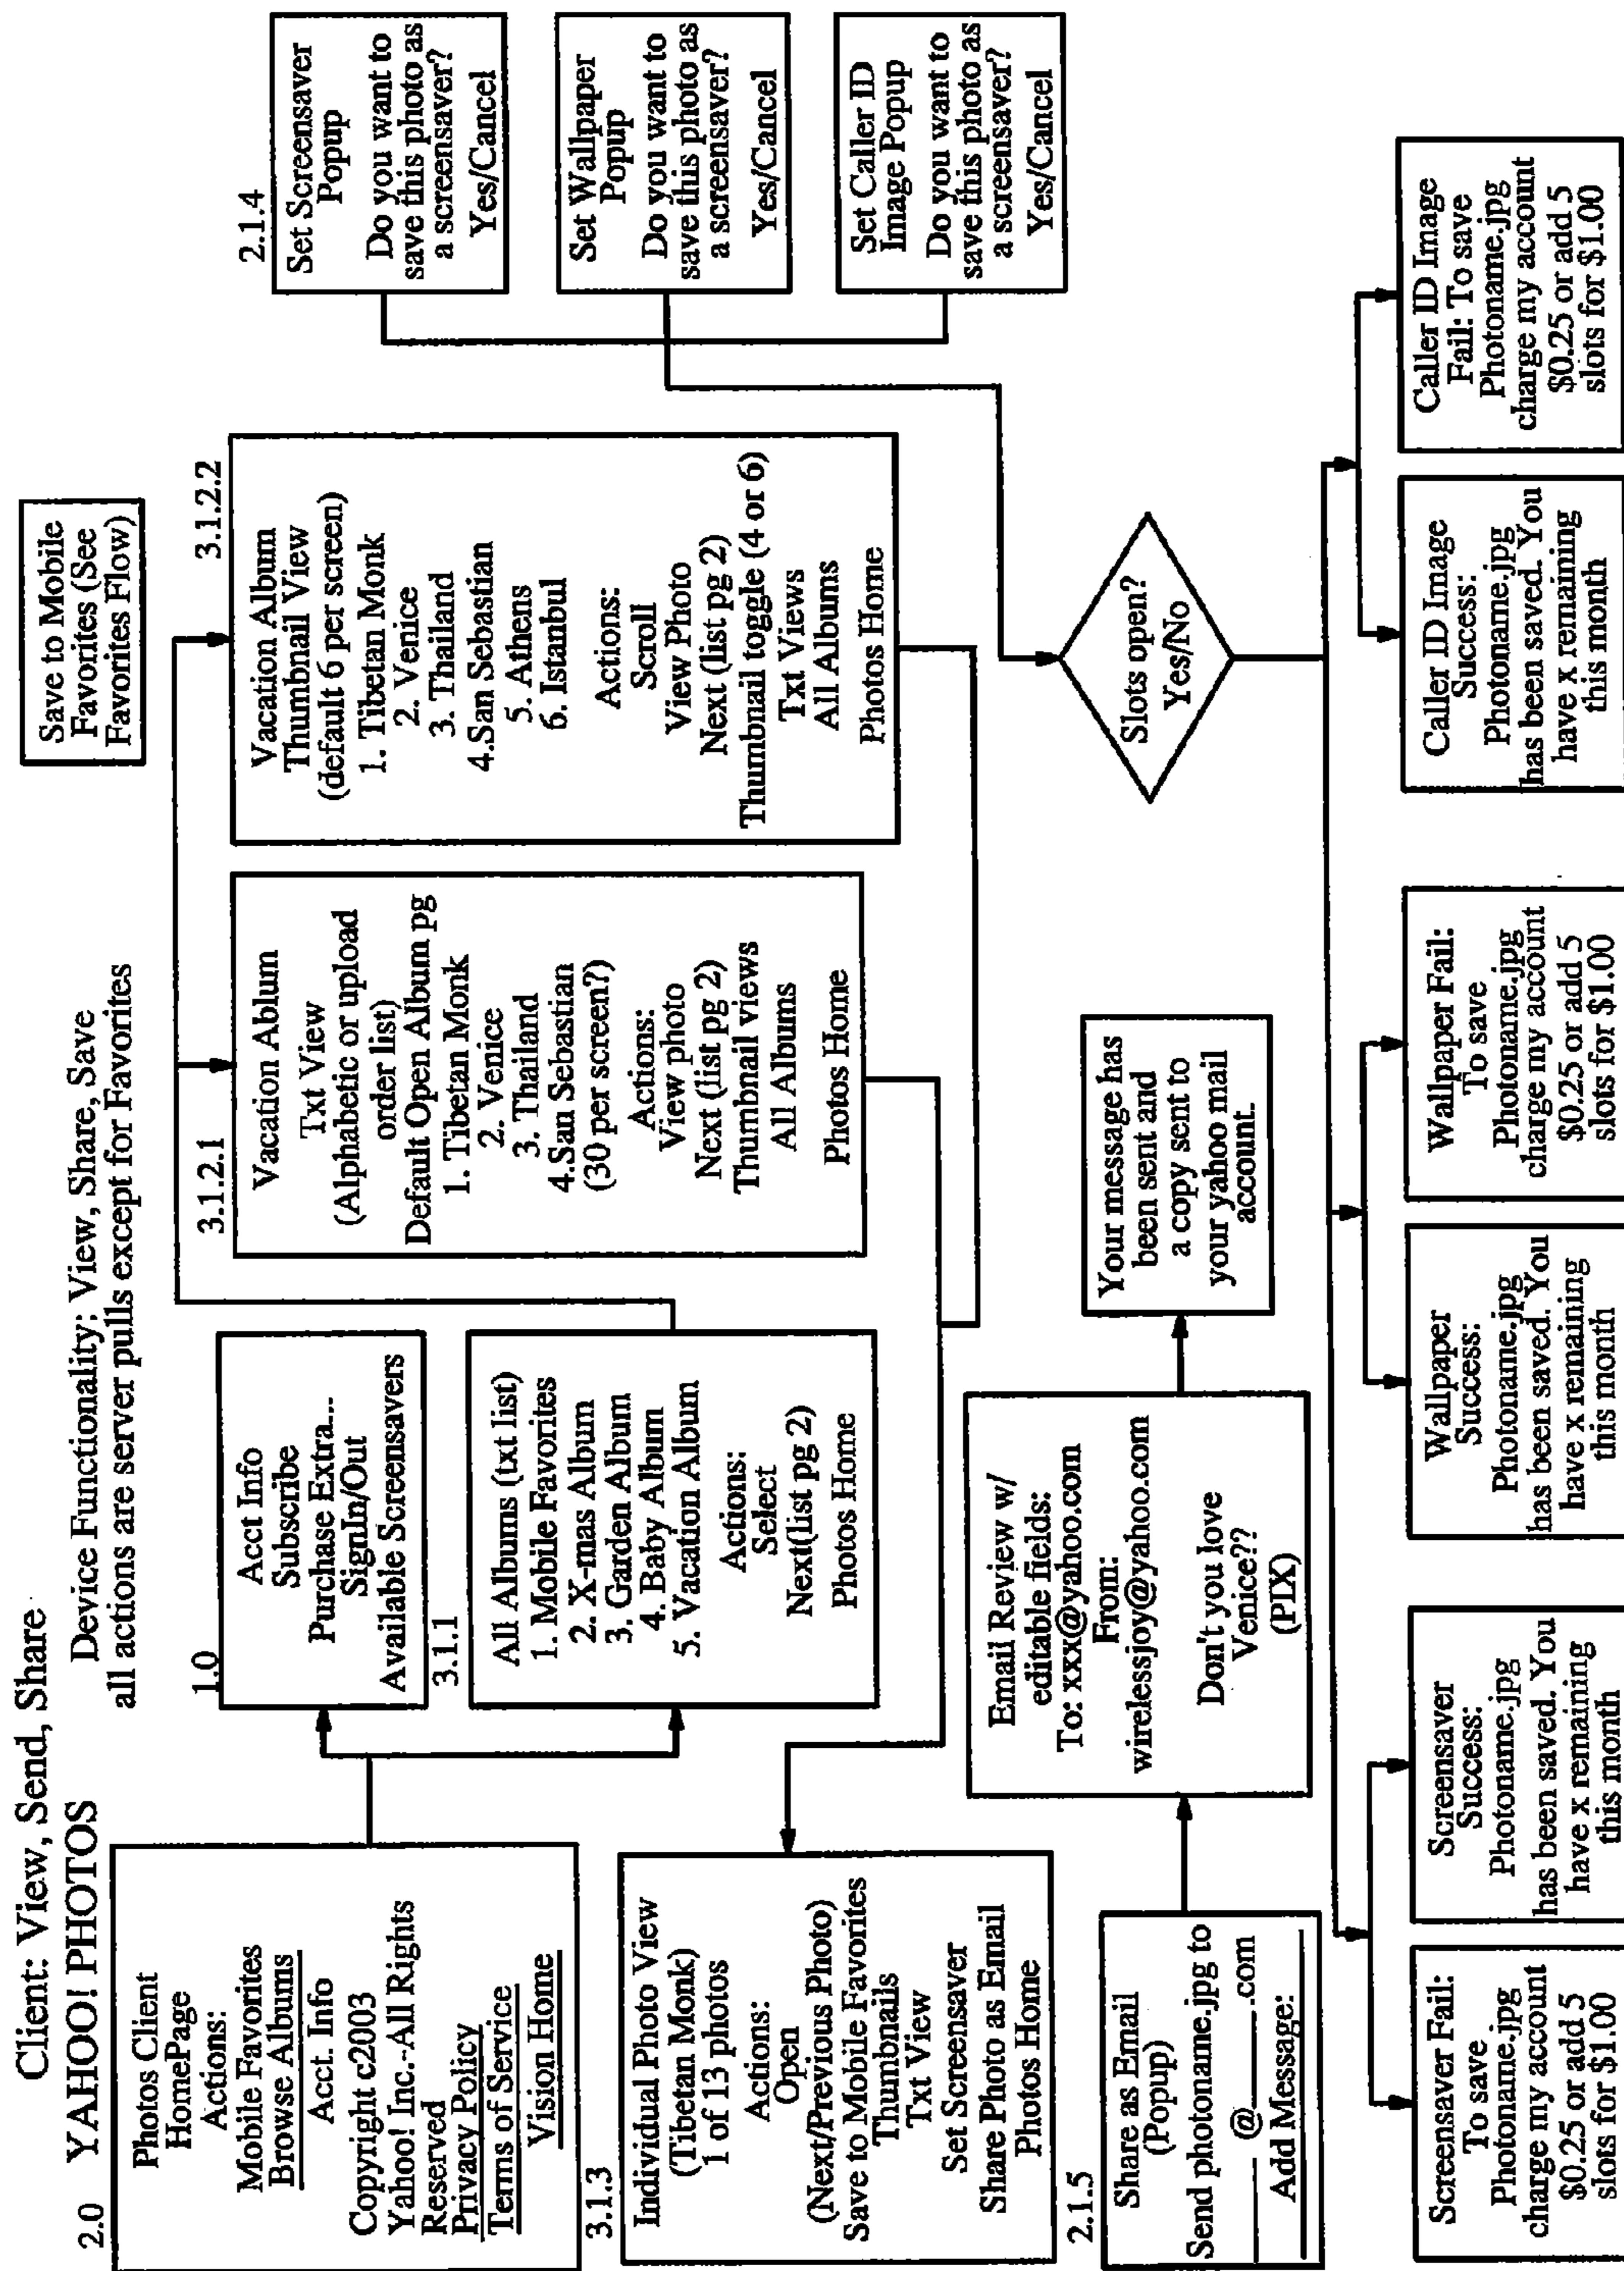 Client: View, Send, Share
2.0 YAHOO! PHOTOS
Device Functionality: View, Share, Save
all actions are server pulls except for Favorites
Save to Mobile
Favorites (See
Favorites Flow)
Photos Client
HomePage
Actions:
Mobile Favorites
Browse Albums
Acct. Info
Copyright c2003
Yahoo! Inc.--All Rights
Reserved
Privacy Policy
Terms of Service
Vision Home
1.0
Acct Info
Subscribe
Purchase Extra...
SignIn/Out
Available Screensavers
3.1.1
All Albums (txt list)
1. Mobile Favorites
2. X-mas Album
3. Garden Album
4. Baby Album
5. Vacation Album
Actions:
Select
Next(list pg 2)
Photos Home
3.1.2.1
Vacation Ablum
Txt View
(Alphabetic or upload
order list)
Default Open Album pg
1. Tibetan Monk
2. Venice
3. Thailand
4.San Sebastian
(30 per screen?)
Actions:
View photo
Next (list pg 2)
Thumbnail views
All Albums
Photos Home
3.1.2.2
Vacation Album
Thumbnail View
(default 6 per screen)
1. Tibetan Monk
2. Venice
3. Thailand
4.San Sebastian
5. Athens
6. Istanbul
Actions:
Scroll
View Photo
Next (list pg 2)
Thumbnail toggle (4 or 6)
Txt Views
All Albums
Photos Home
2.1.4
Set Screensaver
Popup
Do you want to
save this photo as
a screensaver?
Yes/Cancel
Set Wallpaper
Popup
Do you want to
save this photo as
a screensaver?
Yes/Cancel
Set Caller ID
Image Popup
Do you want to
save this photo as
a screensaver?
Yes/Cancel
3.1.3
Individual Photo View
(Tibetan Monk)
1 of 13 photos
Actions:
Open
(Next/Previous Photo)
Save to Mobile Favorites
Thumbnails
Txt View
Set Screensaver
Share Photo as Email
Photos Home
2.1.5
Share as Email
(Popup)
Send photoname.jpg to
____@____.com
Add Message:
Email Review w/
editable fields:
To: xxx@yahoo.com
From:
wirelessjoy@yahoo.com
Don't you love
Venice??
(PIX)
Your message has
been sent and
a copy sent to
your yahoo mail
account.
Slots open?
Yes/No
Screensaver Fail:
To save
Photoname.jpg
charge my account
$0.25 or add 5
slots for $1.00
Screensaver
Success:
Photoname.jpg
has been saved. You
have x remaining
this month
Wallpaper
Success:
Photoname.jpg
has been saved. You
have x remaining
this month
Wallpaper Fail:
To save
Photoname.jpg
charge my account
$0.25 or add 5
slots for $1.00
Caller ID Image
Success:
Photoname.jpg
has been saved. You
have x remaining
this month
Caller ID Image
Fail: To save
Photoname.jpg
charge my account
$0.25 or add 5
slots for $1.00